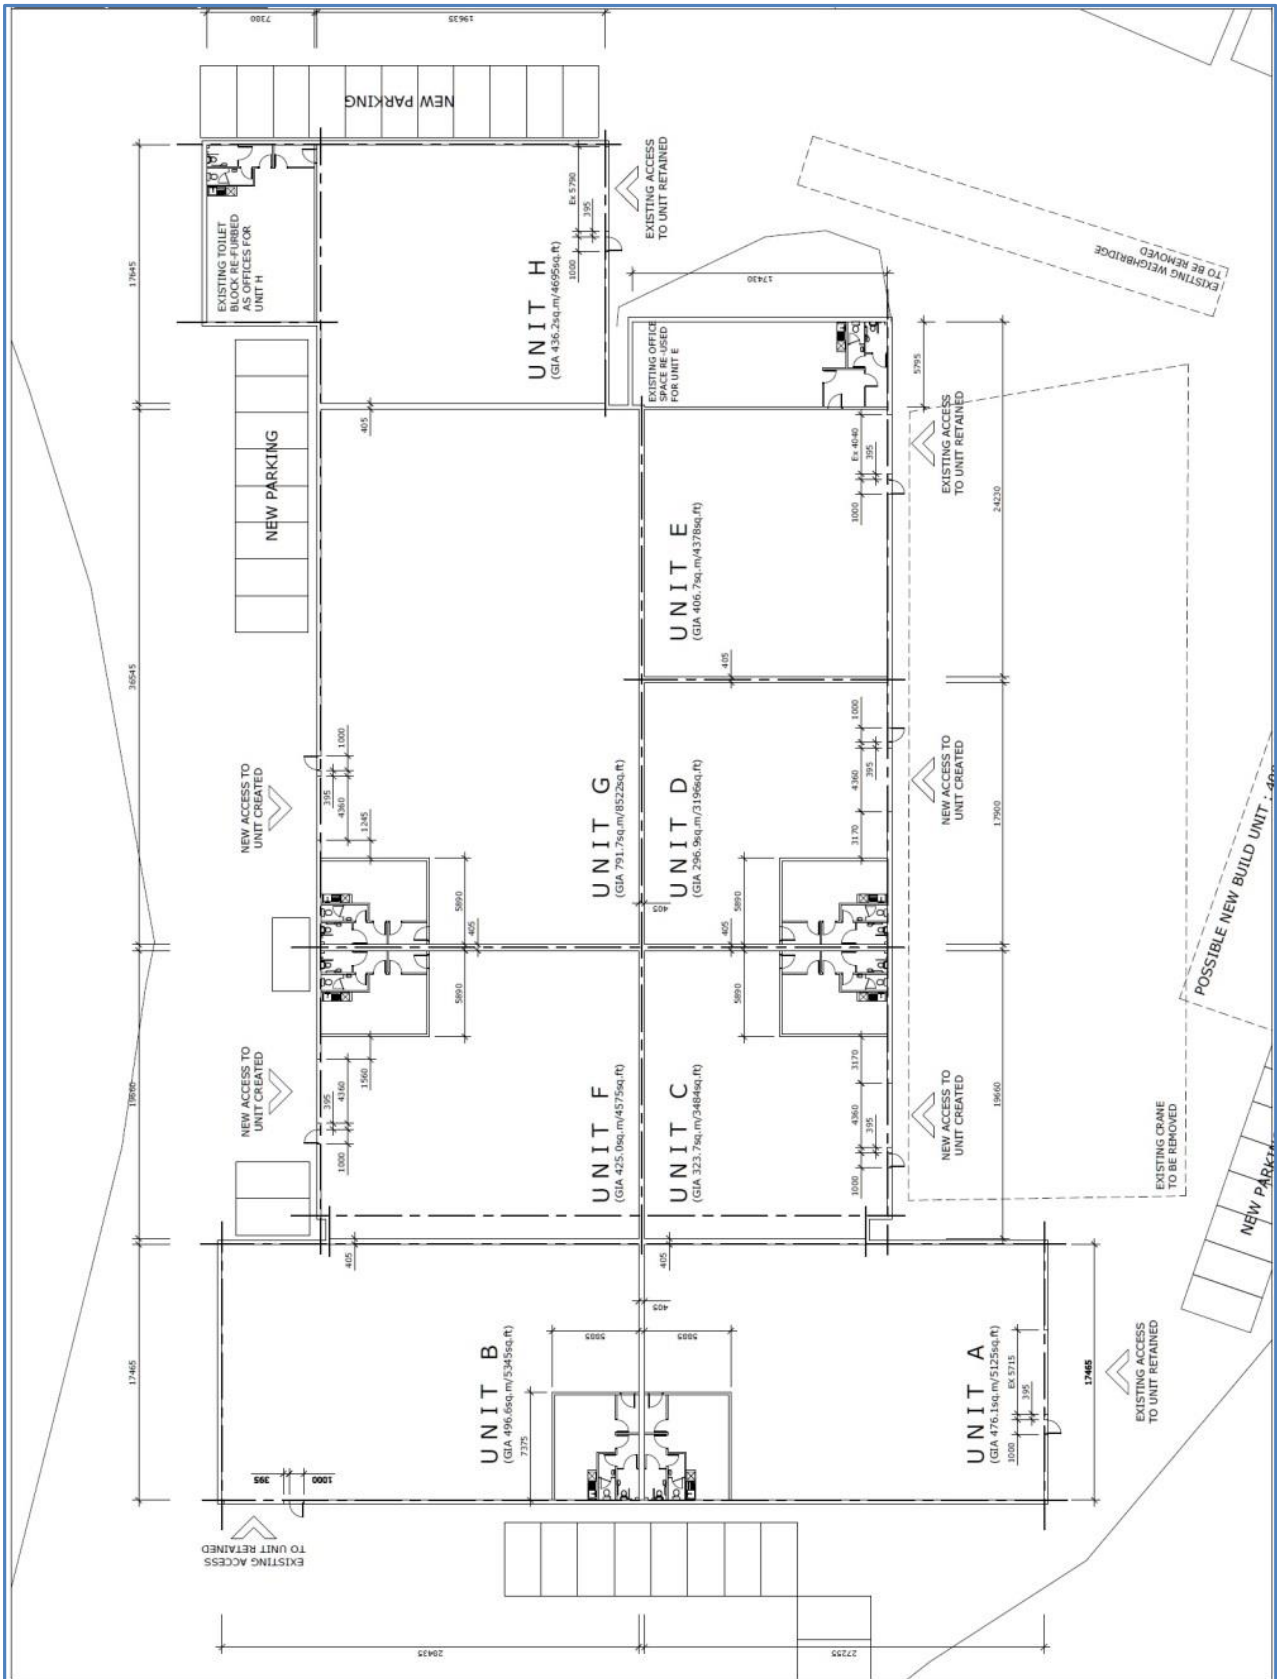 7300
19635
NEW PARKING
17645
EXISTING TOILET
BLOCK RE-FURBED
AS OFFICES FOR
UNIT H
Ex 5790
395
1000
EXISTING ACCESS
TO UNIT RETAINED
UNIT H
(GIA 436.2sq.m/4695sq.ft)
EXISTING WEIGHBRIDGE
TO BE REMOVED
17430
EXISTING OFFICE
SPACE RE-USED
FOR UNIT E
5795
NEW PARKING
405
Ex 4040
395
1000
EXISTING ACCESS
TO UNIT RETAINED
24230
UNIT E
(GIA 406.7sq.m/4378sq.ft)
405
36545
NEW ACCESS TO
UNIT CREATED
1000
395
4360
1245
UNIT G
(GIA 791.7sq.m/8522sq.ft)
UNIT D
(GIA 296.9sq.m/3196sq.ft)
1000
395
4360
3170
NEW ACCESS TO
UNIT CREATED
17900
5890
405
405
5890
405
POSSIBLE NEW BUILD UNIT :
5890
5890
19660
NEW ACCESS TO
UNIT CREATED
1560
4360
395
1000
UNIT F
(GIA 425.0sq.m/4575sq.ft)
UNIT C
(GIA 323.7sq.m/3484sq.ft)
3170
4360
395
1000
NEW ACCESS TO
UNIT CREATED
19660
EXISTING CRANE
TO BE REMOVED
NEW PARKIN
405
405
17465
405
5885
5885
UNIT B
(GIA 496.6sq.m/5345sq.ft)
7375
UNIT A
(GIA 476.1sq.m/5125sq.ft)
EX 5715
395
1000
17465
EXISTING ACCESS
TO UNIT RETAINED
395
1000
EXISTING ACCESS
TO UNIT RETAINED
28435
27255